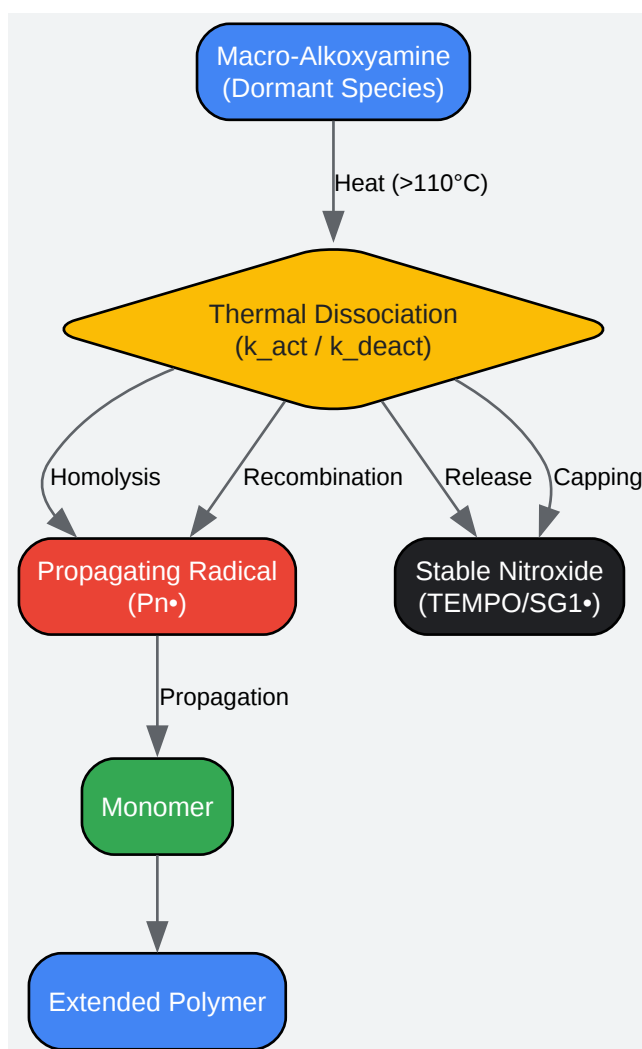 Macro-Alkoxyamine
(Dormant Species)
Heat (>110°C)
Thermal Dissociation
(k_act / k_deact)
Homolysis
Recombination
Release
Capping
Propagating Radical
(Pn•)
Stable Nitroxide
(TEMPO/SG1•)
Propagation
Monomer
Extended Polymer